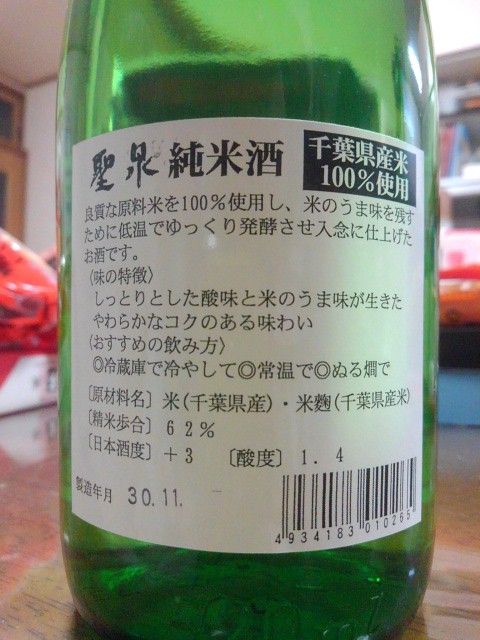 聖泉 純米酒
千葉県産米
100%使用
良質な原料米を100%使用し、米のうま味を残す
ために低温でゆっくり発酵させ入念に仕上げた
お酒です。
〈味の特徴〉
しっとりとした酸味と米のうま味が生きた
やわらかなコクのある味わい
〈おすすめの飲み方〉
◎冷蔵庫で冷やして◎常温で◎ぬる燗で
〔原材料名〕米(千葉県産)・米麹(千葉県産米)
〔精米歩合〕62%
〔日本酒度〕+3 〔酸度〕1.4
製造年月 30.11.
4934183010265